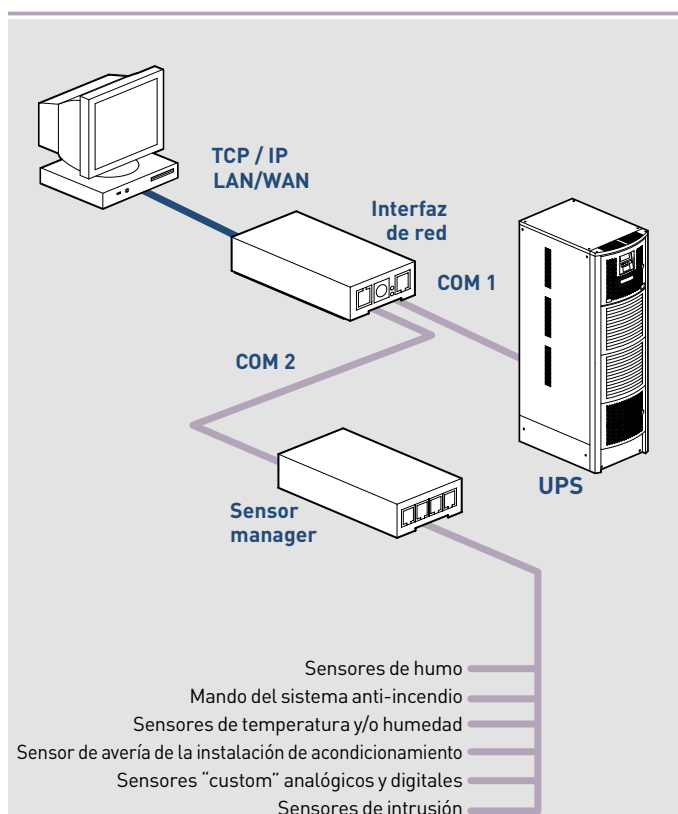 TCP / IP
LAN/WAN
Interfaz
de red
COM 1
COM 2
UPS
Sensor
manager
Sensores de humo
Mando del sistema anti-incendio
Sensores de temperatura y/o humedad
Sensor de avería de la instalación de acondicionamiento
Sensores “custom” analógicos y digitales
Sensores de intrusión